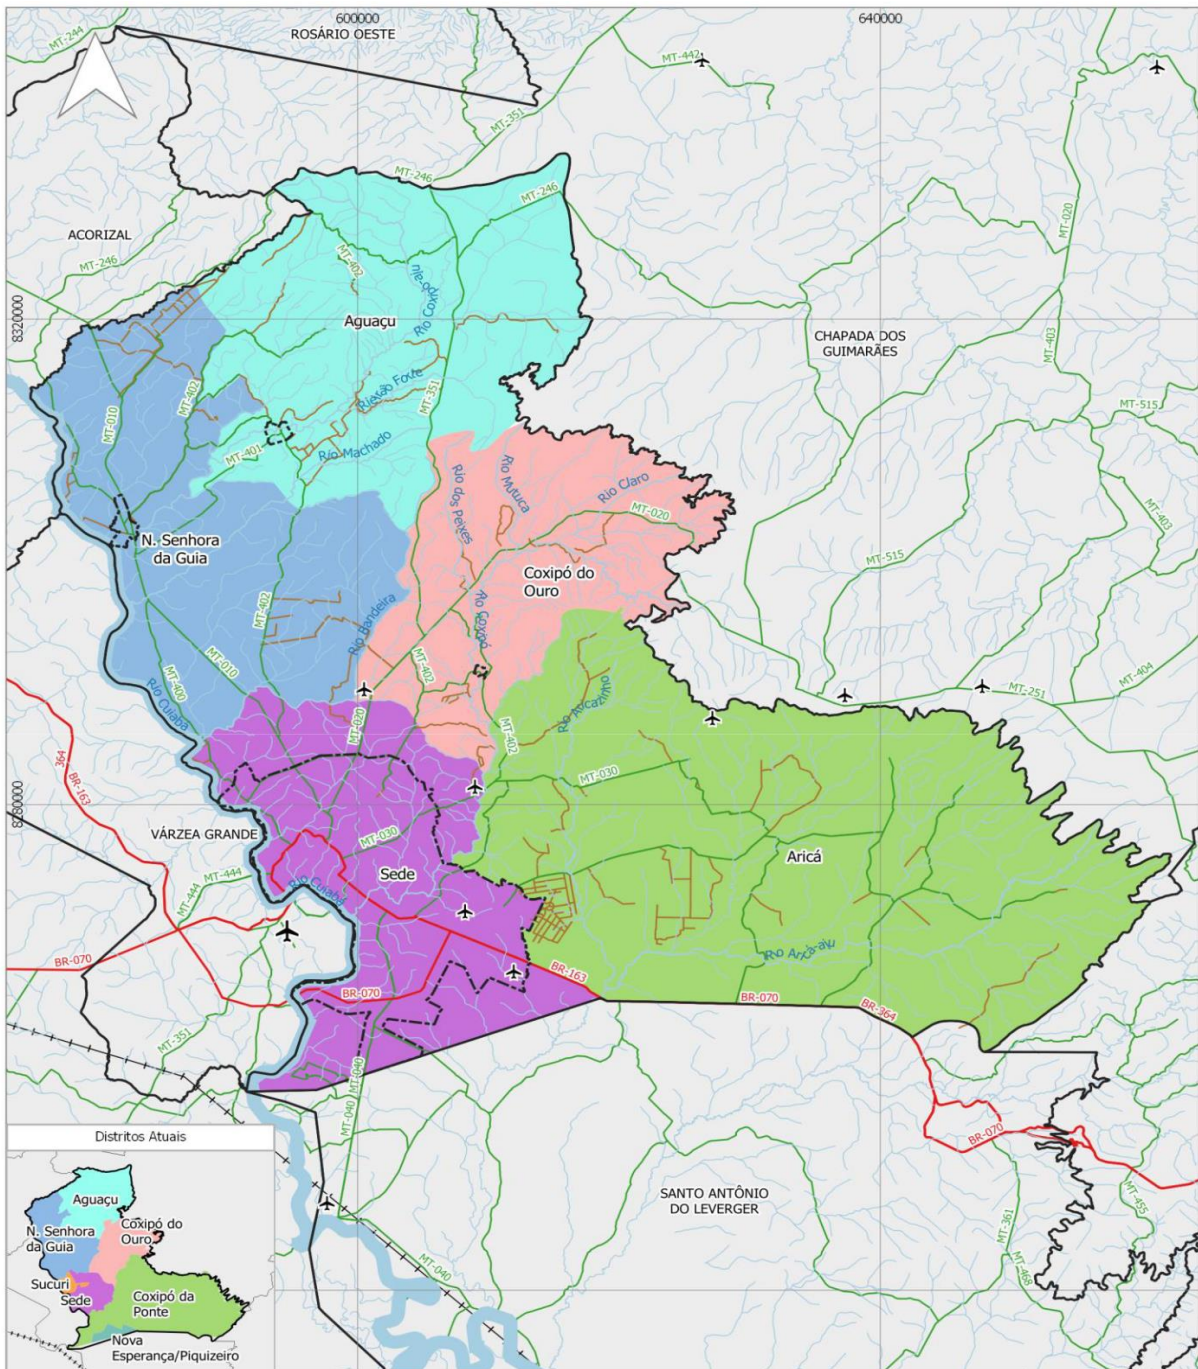 600000
640000
MT-244
ROSÁRIO OESTE
MT-442
MT-351
MT-246
MT-246
MT-020
ACORIZAL
MT-246
MT-402
Rio Coxipó-açu
8320000
Aguaçu
CHAPADA DOS
GUIMARÃES
MT-403
MT-402
MT-010
Riacão Forte
MT-351
MT-515
MT-401
Rio Machado
Rio dos Peixes
Rio Mutuca
Rio Claro
MT-020
MT-403
N. Senhora
da Guia
MT-515
Coxipó do
Ouro
MT-402
Rio Bandeira
Rio Coxipó
MT-010
MT-400
Rio Cuiabá
MT-402
MT-404
MT-251
Rio Aricazinho
MT-020
MT-402
364
BR-163
MT-030
8280000
VÁRZEA GRANDE
MT-030
Aricá
Sede
MT-444
MT-444
Rio Cuiabá
Rio Aricá-açu
BR-070
BR-163
BR-070
BR-070
BR-364
MT-351
MT-040
MT-040
BR-070
Distritos Atuais
SANTO ANTÔNIO
DO LEVERGER
MT-361
MT-455
MT-468
MT-040
Aguaçu
Coxipó do
Ouro
N. Senhora
da Guia
Sucuri
Sede
Coxipó da
Ponte
Nova
Esperança/Piquizeiro